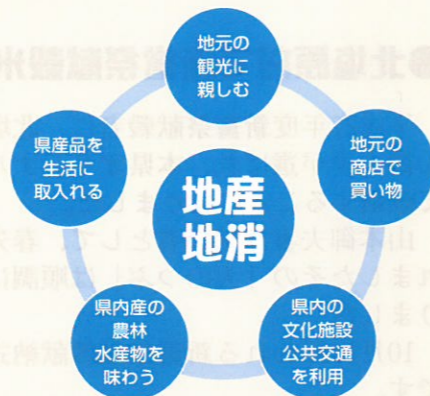 地元の
観光に
親しむ
県産品を
生活に
取入れる
地元の
商店で
買い物
地産
地消
県内産の
農林
水産物を
味わう
県内の
文化施設
公共交通
を利用